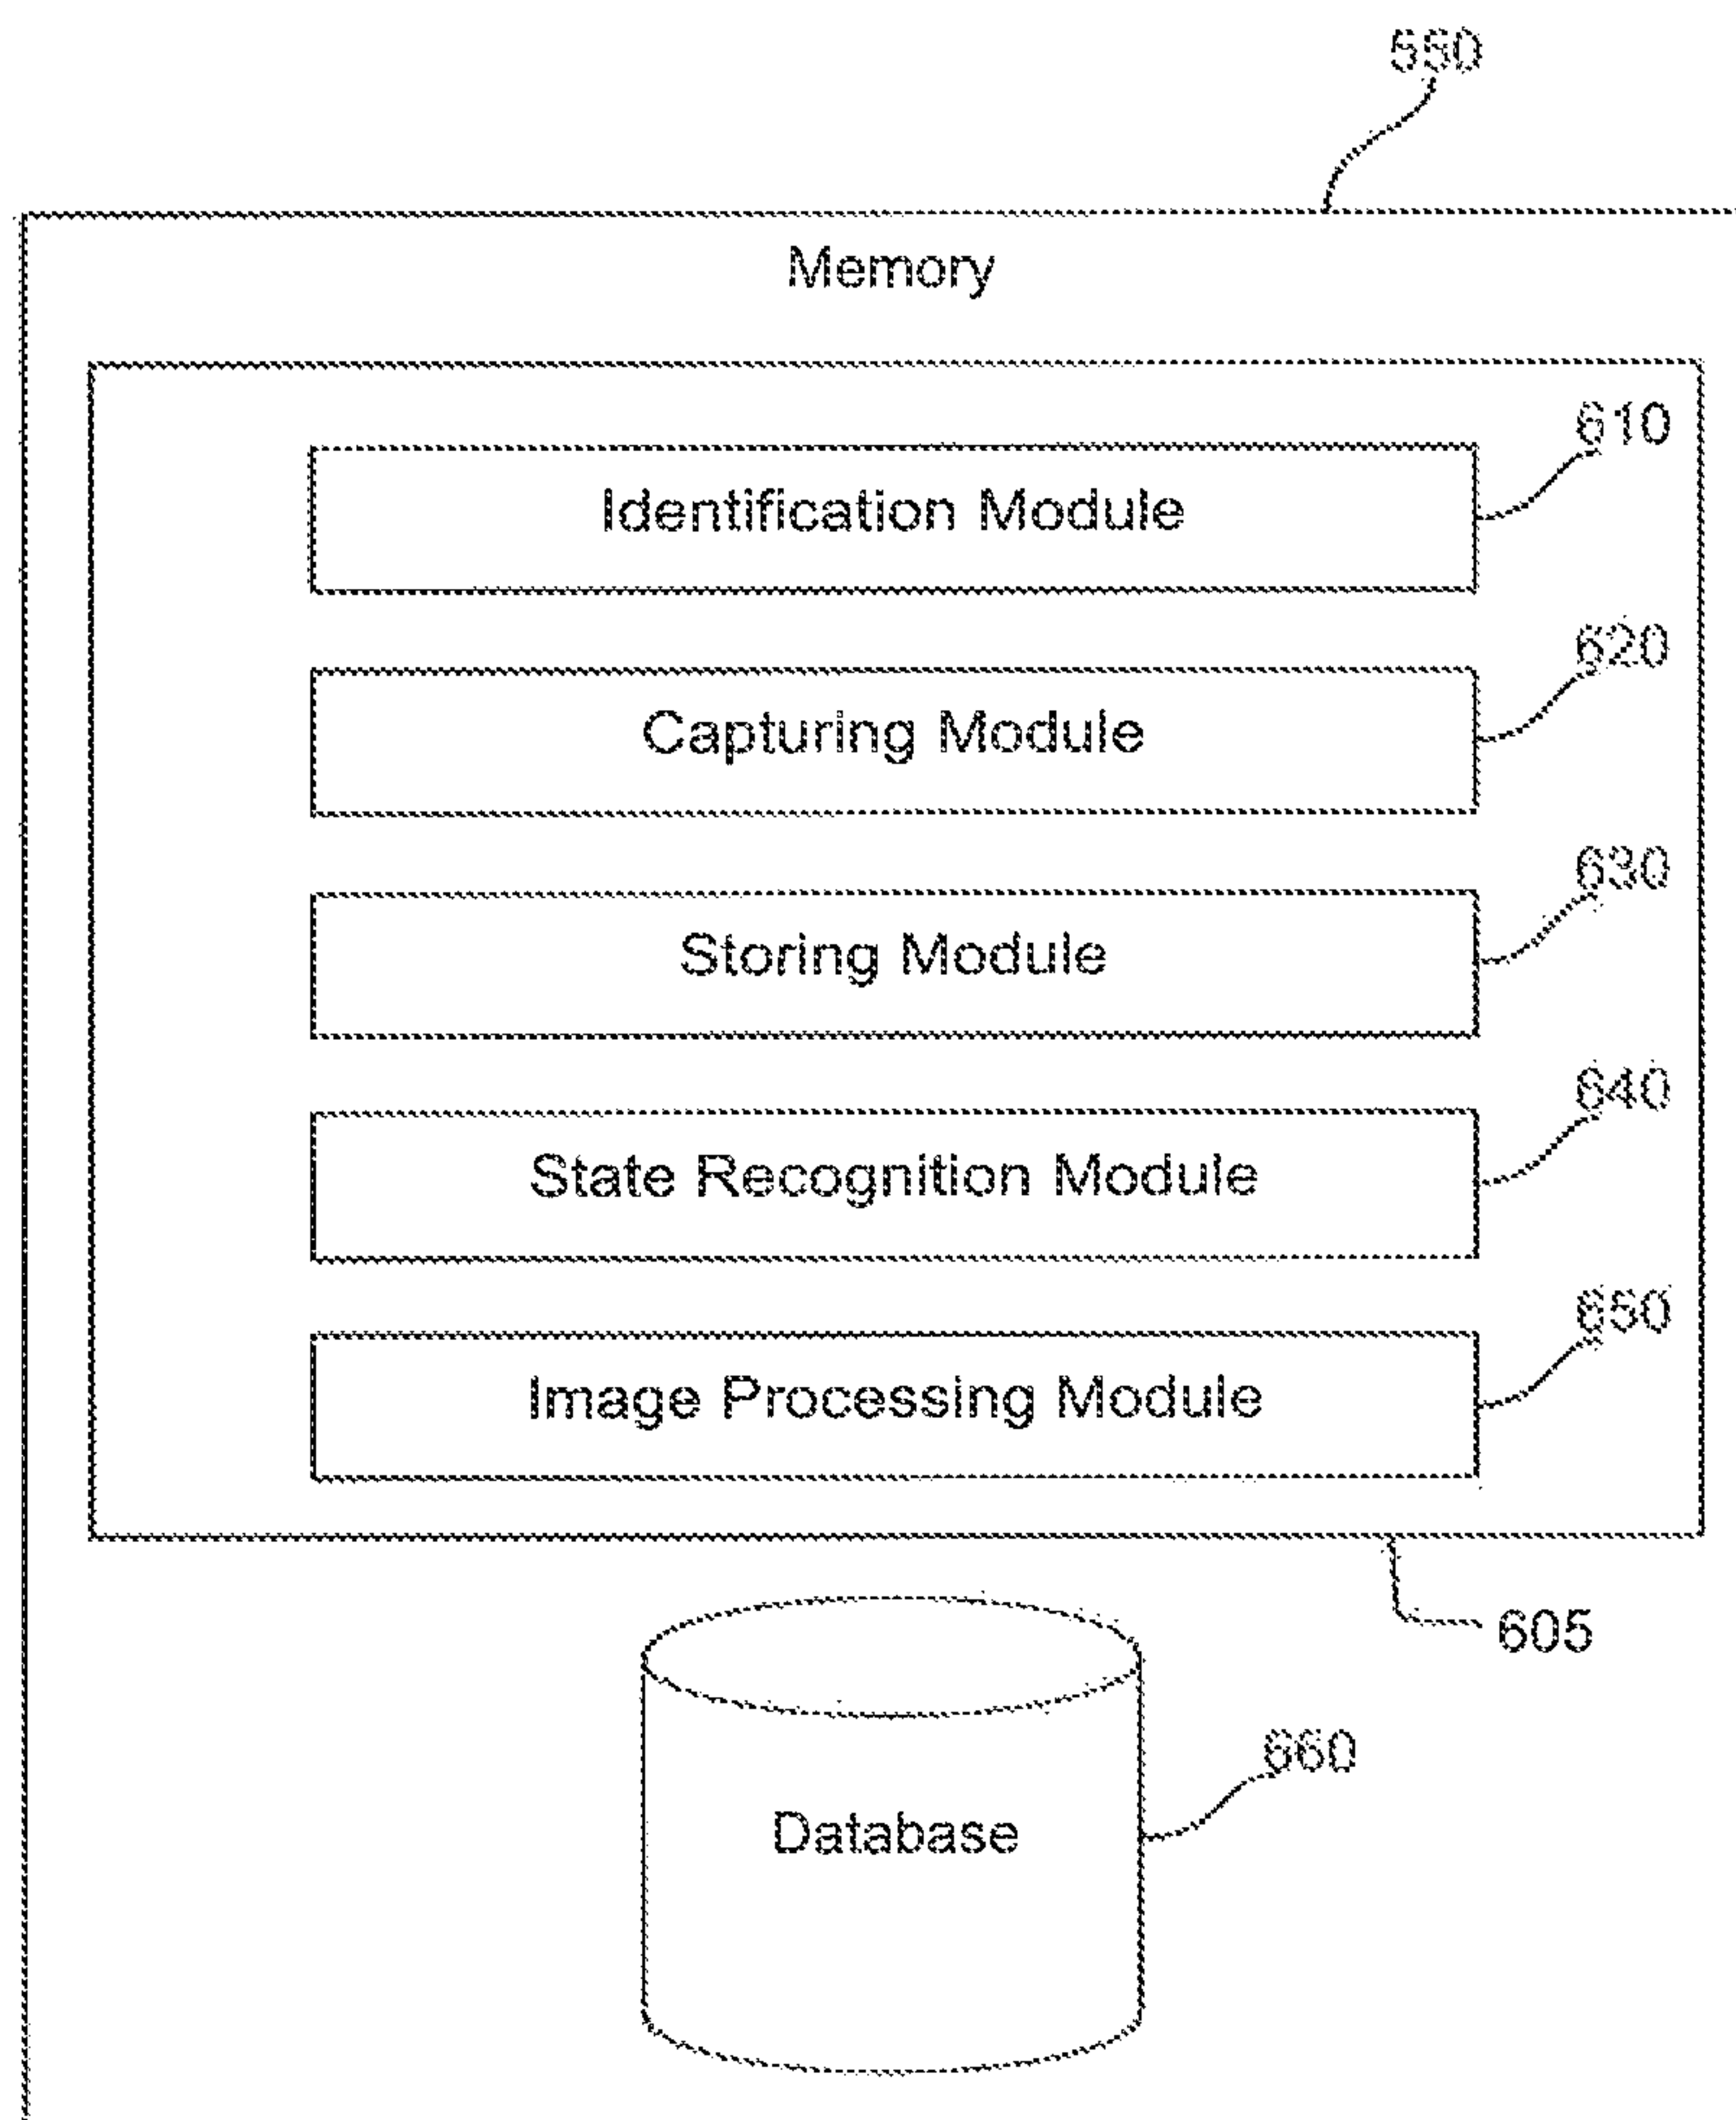 550
Memory
610
Identification Module
620
Capturing Module
630
Storing Module
640
State Recognition Module
650
Image Processing Module
605
660
Database